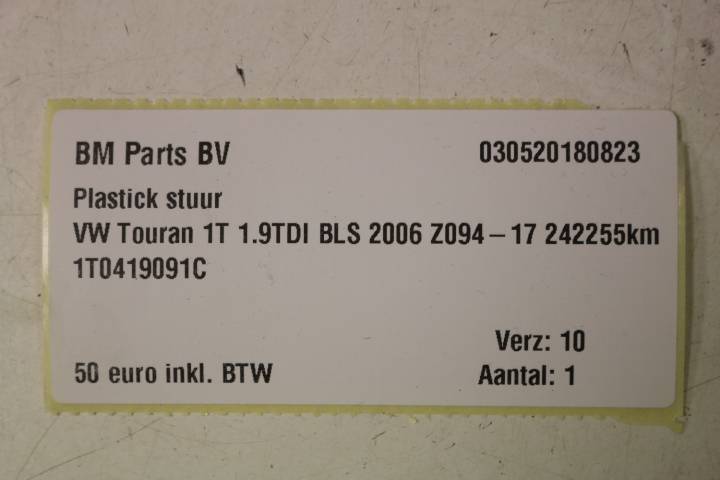 BM Parts BV 030520180823
Plastick stuur
VW Touran 1T 1.9TDI BLS 2006 Z094-17 242255km
1T0419091C
Verz: 10
50 euro inkl. BTW Aantal: 1